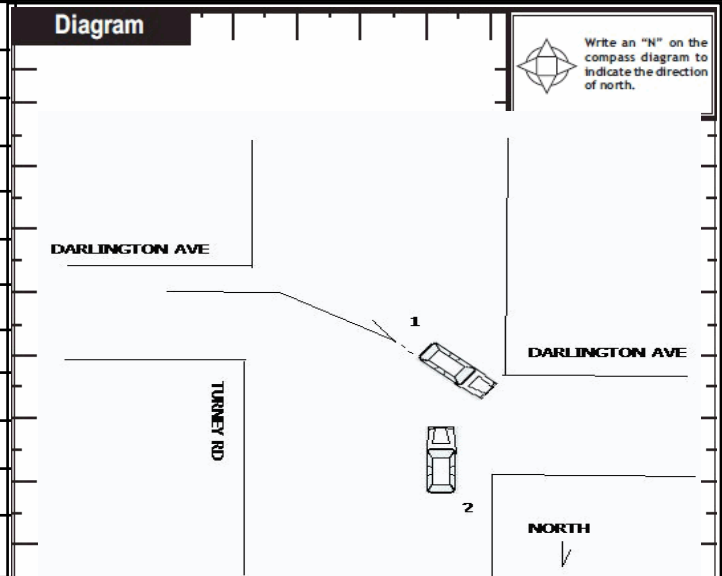 Diagram
Write an “N” on the
compass diagram to
indicate the direction
of north.
DARLINGTON AVE
1
DARLINGTON AVE
TURNEY RD
2
NORTH